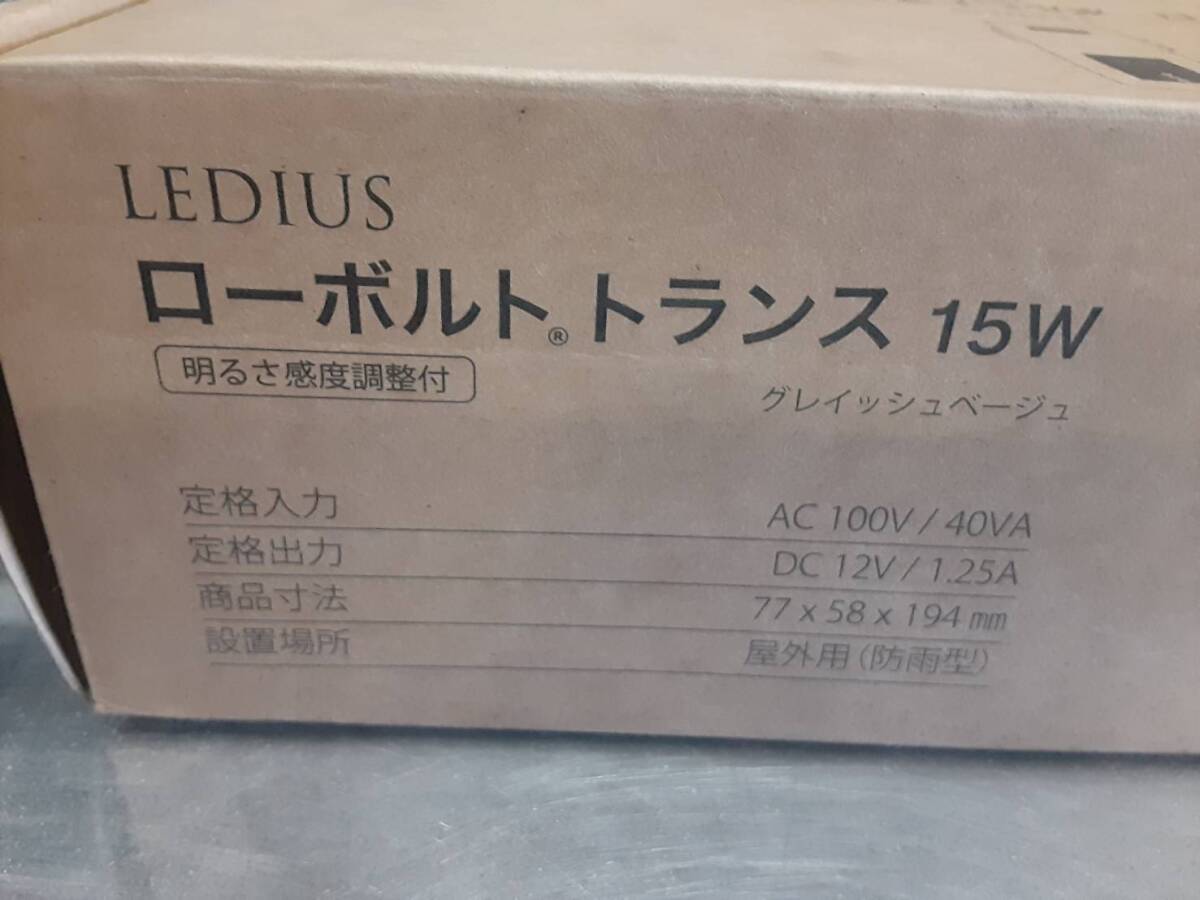 LEDIUS
ローボルト® トランス 15W
明るさ感度調整付
グレイッシュベージュ
定格入力 AC 100V / 40VA
定格出力 DC 12V / 1.25A
商品寸法 77 x 58 x 194 mm
設置場所 屋外用(防雨型)